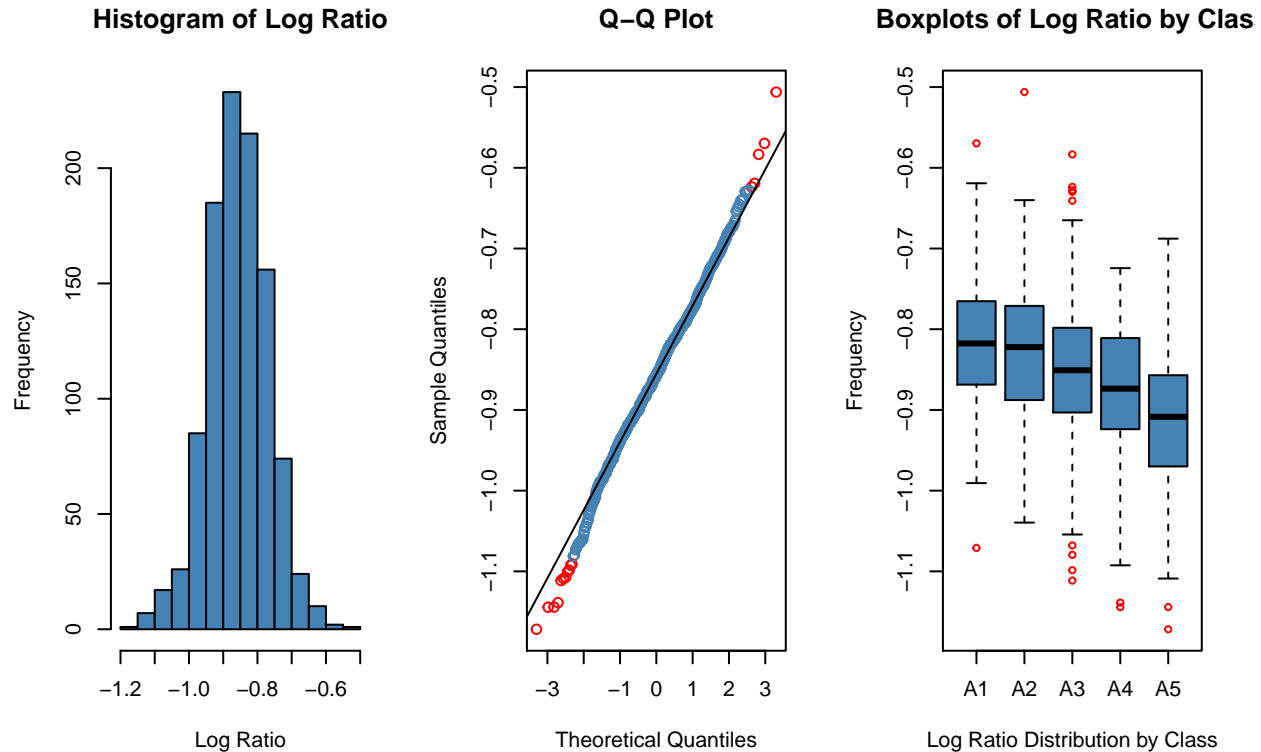 Histogram of Log Ratio
Frequency
0
50
100
150
200
−1.2
−1.0
−0.8
−0.6
Log Ratio
Q−Q Plot
Sample Quantiles
−0.5
−0.6
−0.7
−0.8
−0.9
−1.0
−1.1
−3
−1
0
1
2
3
Theoretical Quantiles
Boxplots of Log Ratio by Clas
Frequency
−0.5
−0.6
−0.7
−0.8
−0.9
−1.0
−1.1
A1
A2
A3
A4
A5
Log Ratio Distribution by Class